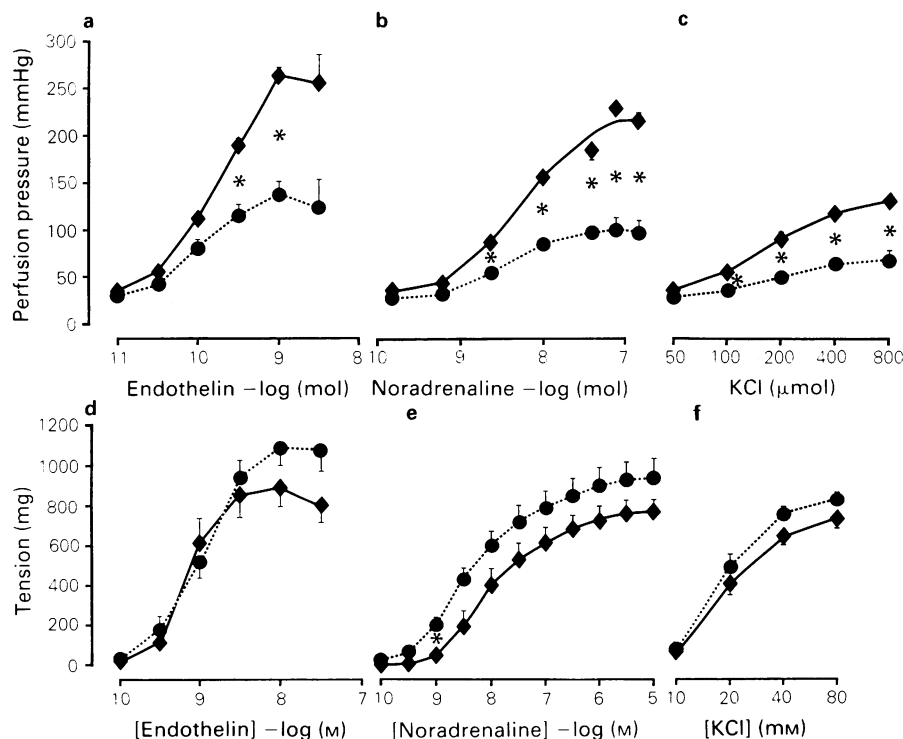 a
b
c
Perfusion pressure (mmHg)
300
250
200
150
100
50
0
* *
* * * * *
* * * *
11 10 9 8
10 9 8 7
50 100 200 400 800
Endothelin −log (mol)
Noradrenaline −log (mol)
KCl (μmol)
d
e
f
Tension (mg)
1200
1000
800
600
400
200
0
*
10 9 8 7
10 9 8 7 6 5
10 20 40 80
[Endothelin] −log (M)
[Noradrenaline] −log (M)
[KCl] (mM)